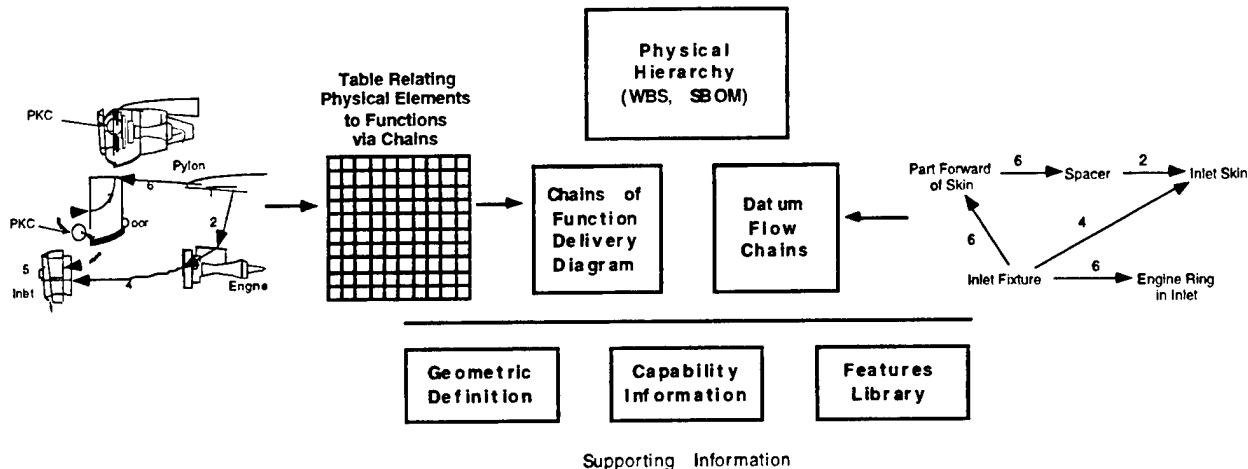 Physical
Hierarchy
(WBS, SBOM)
Table Relating
Physical Elements
to Functions
via Chains
PKC
Pylon
6
1
2
PKC
oor
5
Inlet
4
Engne
Chains of
Function
Delivery
Diagram
Datum
Flow
Chains
Part Forward
of Skin
6
Spacer
2
Inlet Skin
4
6
Inlet Fixture
6
Engine Ring
in Inlet
Geometric
Definition
Capability
Information
Features
Library
Supporting Information